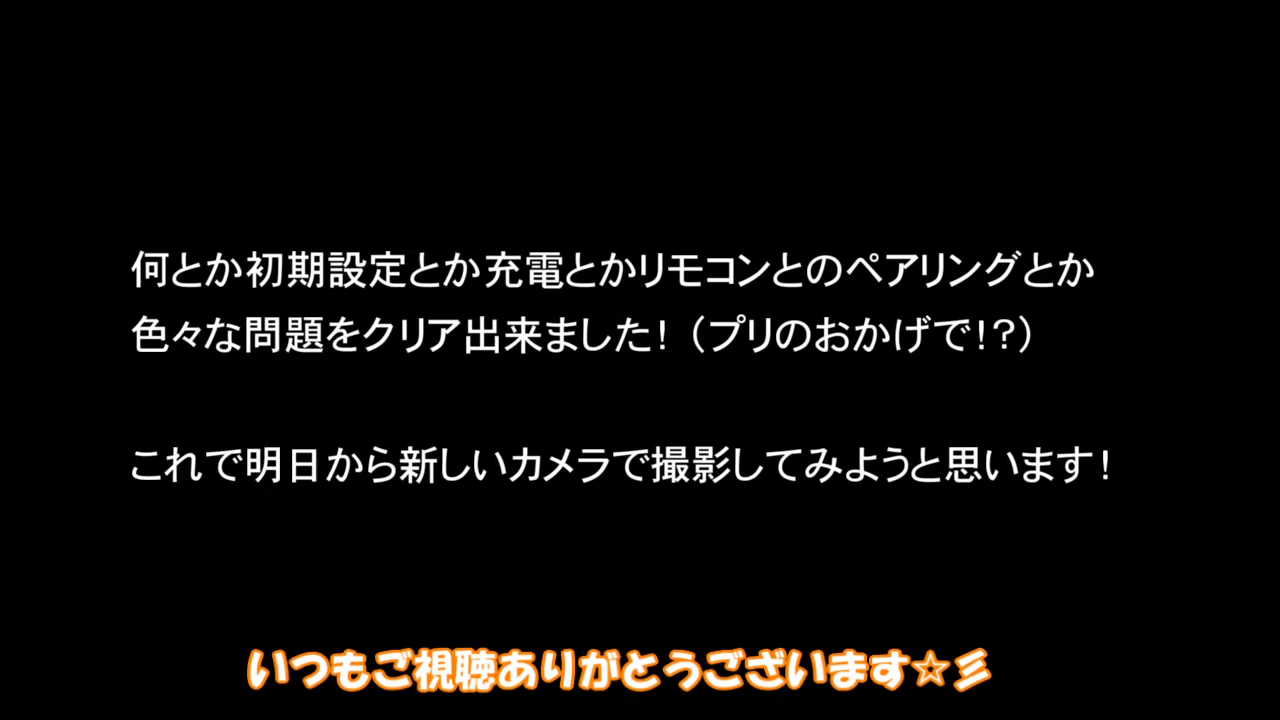 何とか初期設定とか充電とかリモコンとのペアリングとか
色々な問題をクリア出来ました！（プリのおかげで！？）
これで明日から新しいカメラで撮影してみようと思います！
いつもご視聴ありがとうございます☆彡